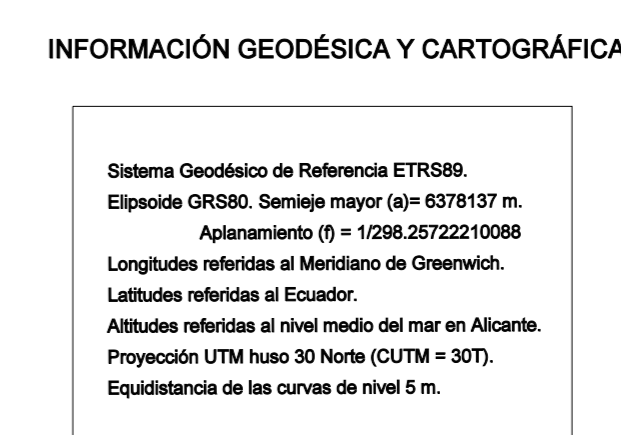 INFORMACIÓN GEODÉSICA Y CARTOGRÁFICA
Sistema Geodésico de Referencia ETRS89.
Elipsoide GRS80. Semieje mayor (a)= 6378137 m.
Aplanamiento (f) = 1/298.25722210088
Longitudes referidas al Meridiano de Greenwich.
Latitudes referidas al Ecuador.
Altitudes referidas al nivel medio del mar en Alicante.
Proyección UTM huso 30 Norte (CUTM = 30T).
Equidistancia de las curvas de nivel 5 m.